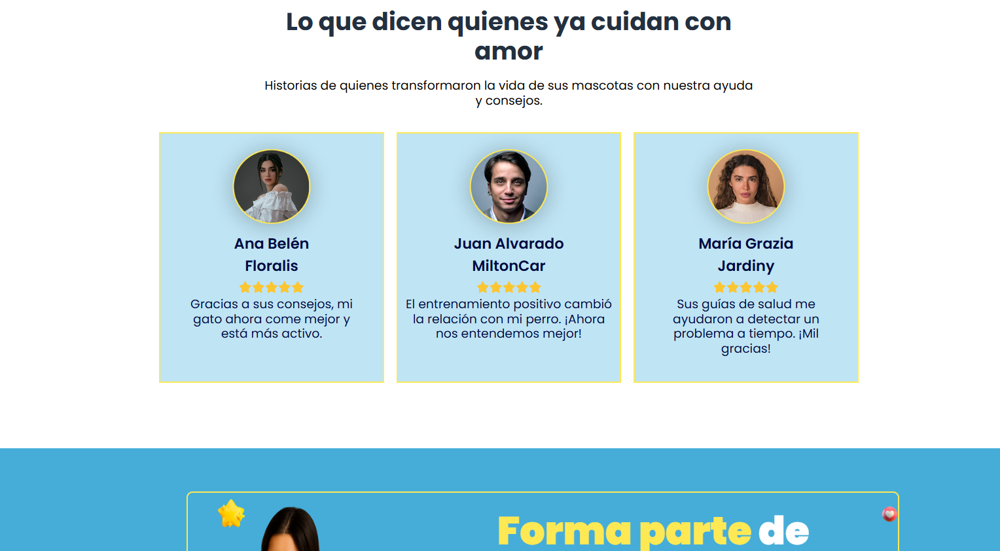 Lo que dicen quienes ya cuidan con
amor
Historias de quienes transformaron la vida de sus mascotas con nuestra ayuda
y consejos.
Ana Belén
Floralis
Gracias a sus consejos, mi
gato ahora come mejor y
está más activo.
Juan Alvarado
MiltonCar
El entrenamiento positivo cambió
la relación con mi perro. ¡Ahora
nos entendemos mejor!
María Grazia
Jardiny
Sus guías de salud me
ayudaron a detectar un
problema a tiempo. ¡Mil
gracias!
Forma parte de